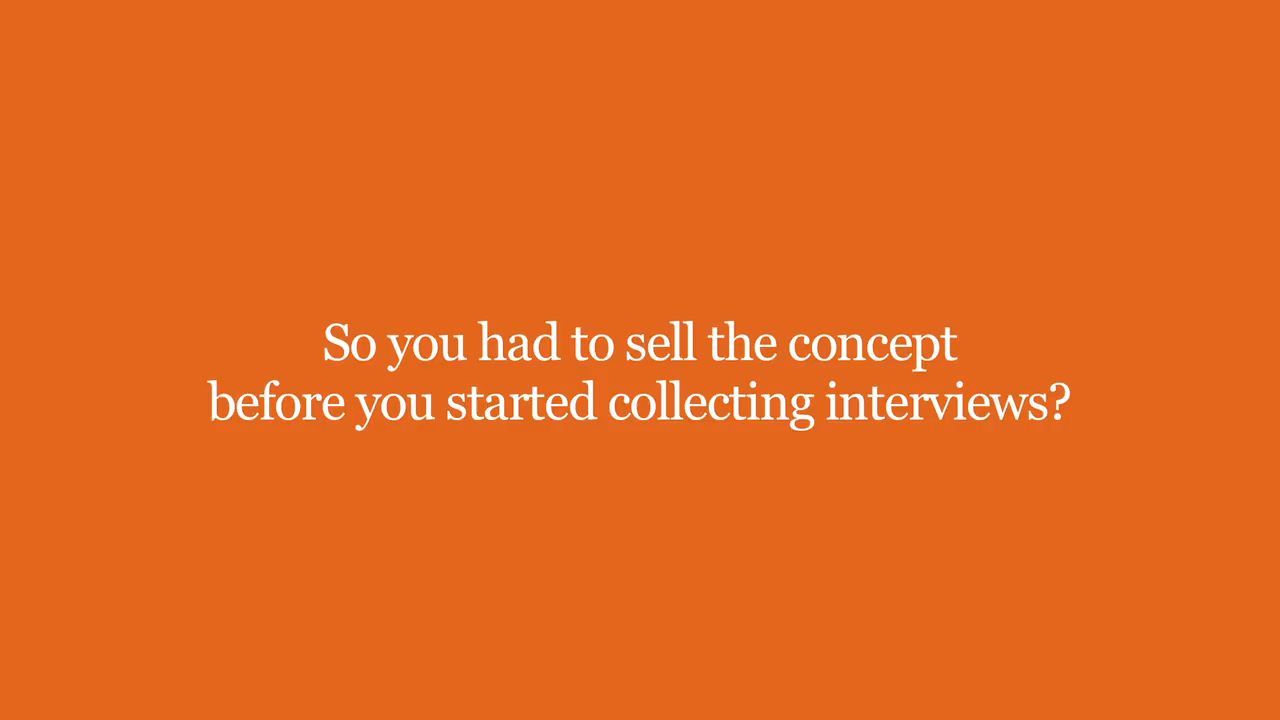 So you had to sell the concept
before you started collecting interviews?